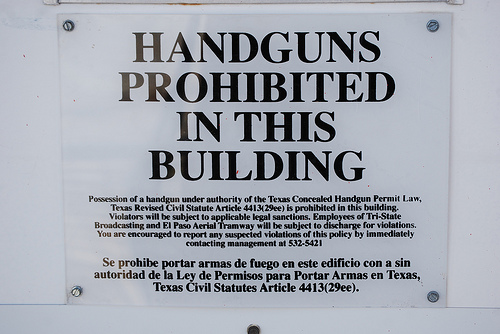 HANDGUNS
PROHIBITED
IN THIS
BUILDING
Possession of a handgun under authority of the Texas Concealed Handgun Permit Law,
Texas Revised Civil Statute Article 4413(29ee) is prohibited in this building.
Violators will be subject to applicable legal sanctions. Employees of Tri-State
Broadcasting and El Paso Aerial Tramway will be subject to discharge for violations.
You are encouraged to report any suspected violations of this policy by immediately
contacting management at 532-5421
Se prohibe portar armas de fuego en este edificio con a sin
autoridad de la Ley de Permisos para Portar Armas en Texas,
Texas Civil Statutes Article 4413(29ee).